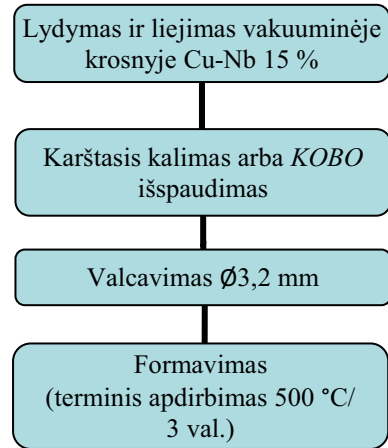 Lydymas ir liejimas vakuuminėje
krosnyje Cu-Nb 15 %
Karštasis kalimas arba KOBO
išspaudimas
Valcavimas Ø3,2 mm
Formavimas
(terminis apdirbimas 500 °C/
3 val.)